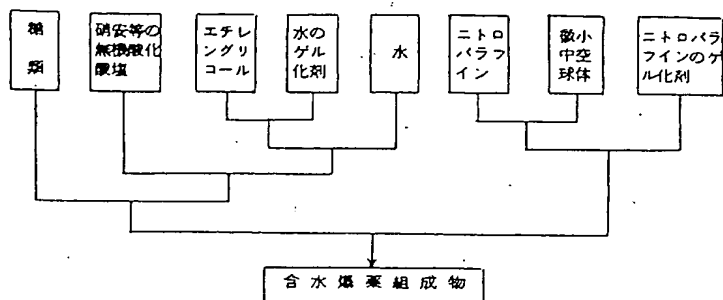 糖
類
硝安等の
無機酸化
酸塩
エチレ
ングリ
コール
水の
ゲル
化剤
水
ニトロ
パラフ
イン
微小
中空
球体
ニトロパラ
フインのゲ
ル化剤
含水爆薬組成物